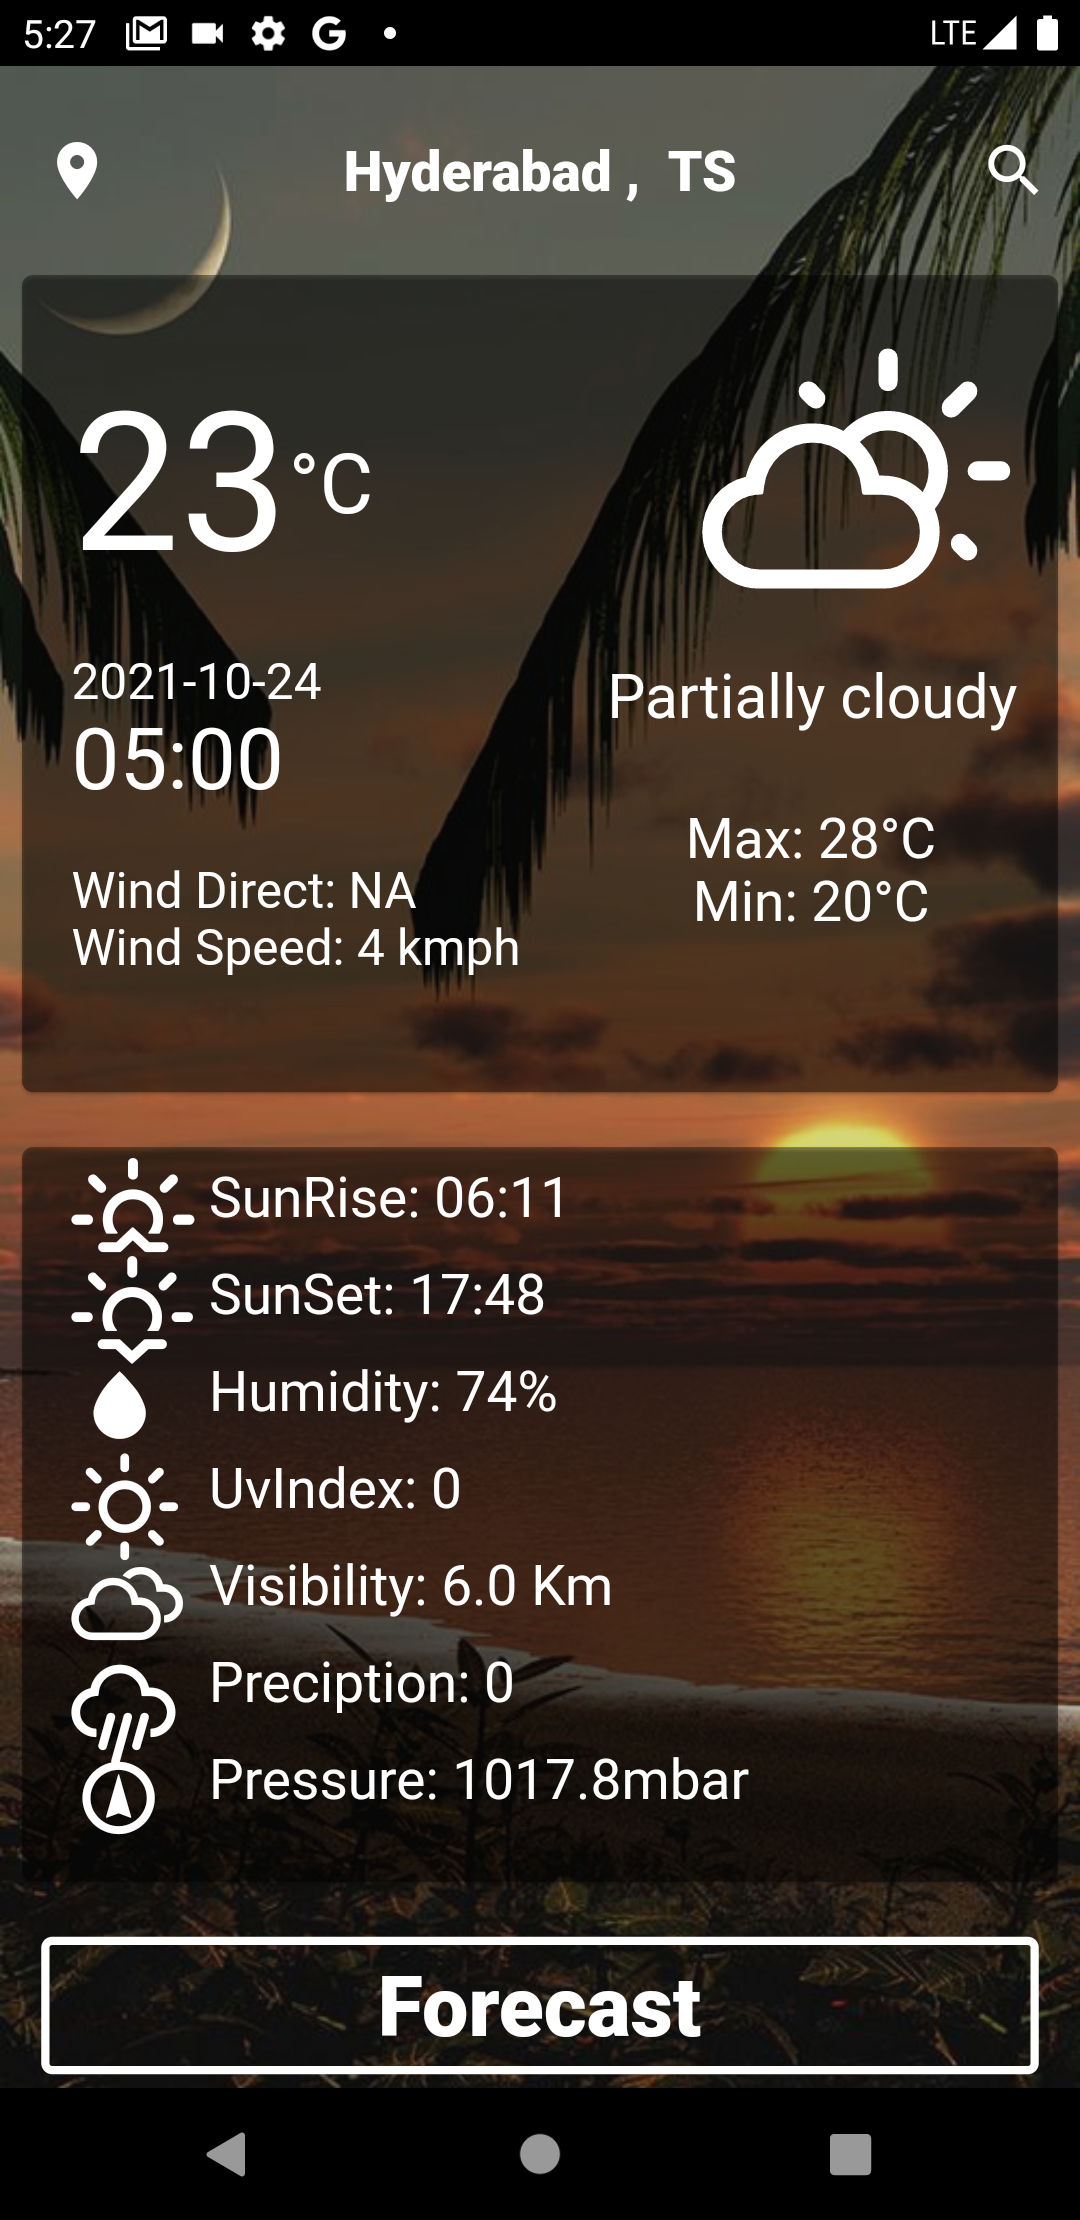 5:27
LTE
Hyderabad , TS
23°C
2021-10-24
05:00
Partially cloudy
Max: 28°C
Min: 20°C
Wind Direct: NA
Wind Speed: 4 kmph
SunRise: 06:11
SunSet: 17:48
Humidity: 74%
UvIndex: 0
Visibility: 6.0 Km
Preciption: 0
Pressure: 1017.8mbar
Forecast